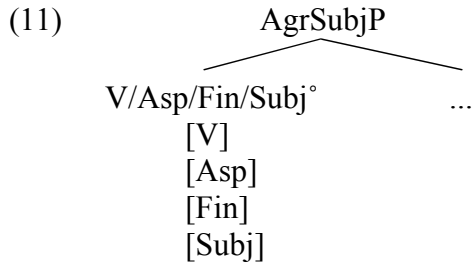 (11) AgrSubjP
V/Asp/Fin/Subj° ...
[V]
[Asp]
[Fin]
[Subj]